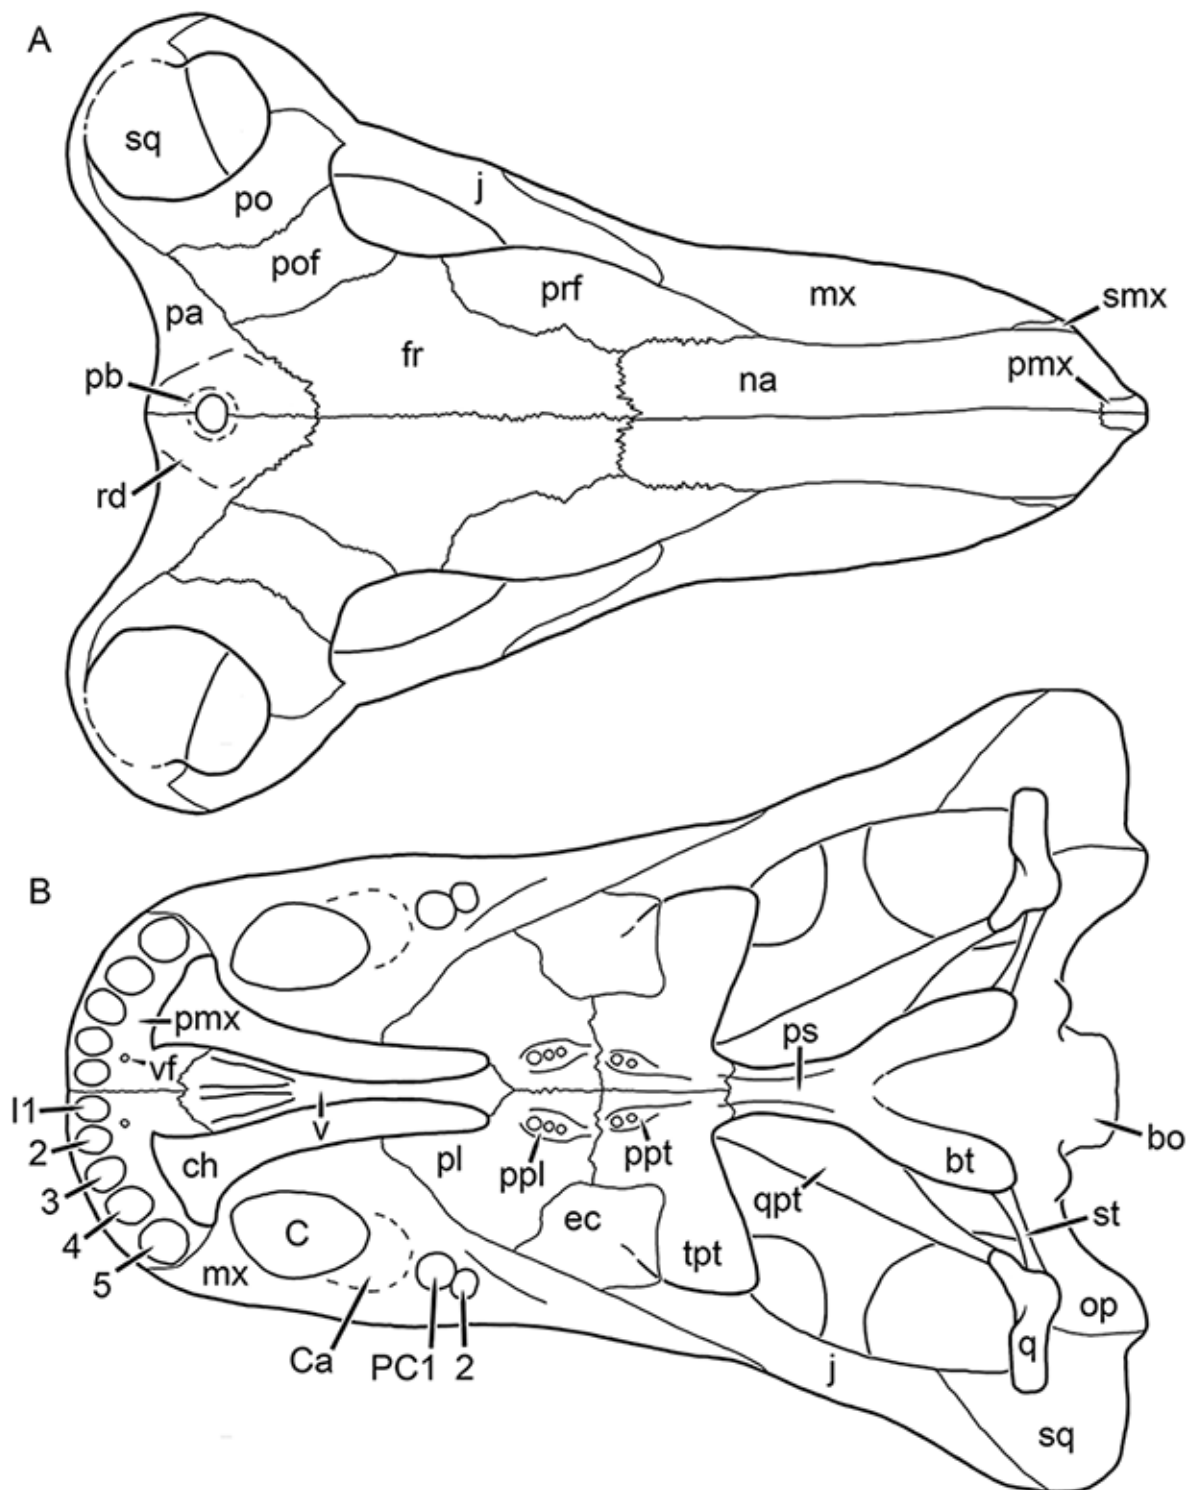 A
sq
j
po
pof
prf
mx
smx
pa
fr
pb
na
pmx
rd
B
pmx
ps
vf
I1
v
bo
2
ch
pl
ppl
ppt
bt
3
qpt
st
4
C
ec
tpt
5
mx
op
Ca
PC1
2
j
q
sq